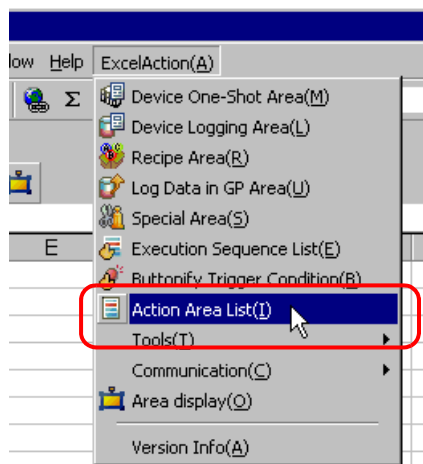 low Help ExcelAction(A)
Σ
Device One-Shot Area(M)
Device Logging Area(L)
Recipe Area(R)
Log Data in GP Area(U)
Special Area(S)
E
Execution Sequence List(E)
Buttonify Trigger Condition(B)
Action Area List(I)
Tools(T)
Communication(C)
Area display(O)
Version Info(A)